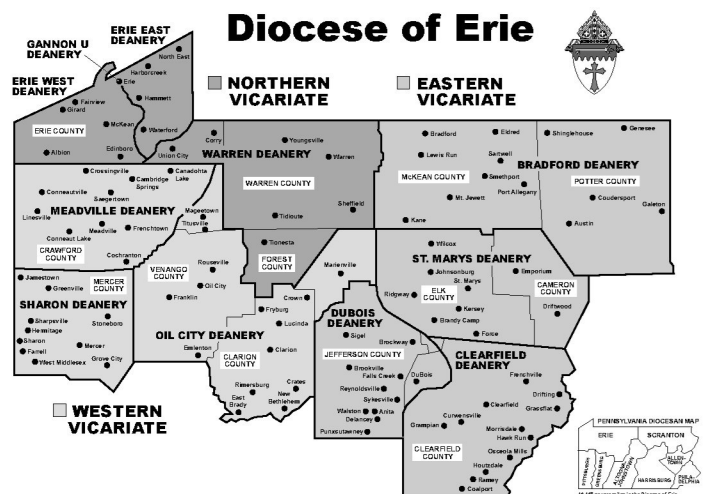 Diocese of Erie
ERIE EAST
DEANERY
GANNON U
DEANERY
ERIE WEST
DEANERY
NORTHERN
VICARIATE
EASTERN
VICARIATE
North East
Harborcreek
Erie
Fairview
Girard
Hammett
McKean
ERIE COUNTY
Waterford
Albion
Edinboro
Union City
Corry
WARREN DEANERY
Youngsville
Warren
WARREN COUNTY
Sheffield
Tidioute
Bradford
Eldred
Lewis Run
Sartwell
McKEAN COUNTY
Smethport
Port Allegany
Mt. Jewett
Kane
Shinglehouse
Genesee
BRADFORD DEANERY
POTTER COUNTY
Coudersport
Galeton
Austin
Crossingville
Canadohta
Lake
Cambridge
Springs
Conneautville
Saegertown
MEADVILLE DEANERY
Mageetown
Titusville
Linesville
Meadville
Frenchtown
Conneaut Lake
CRAWFORD
COUNTY
Cochranton
Tionesta
FOREST
COUNTY
Marienville
VENANGO
COUNTY
Rouseville
Oil City
Franklin
Jamestown
Greenville
MERCER
COUNTY
SHARON DEANERY
Sharpsville
Hermitage
Stoneboro
Sharon
Farrell
Mercer
West Middlesex
Grove City
Crown
Fryburg
Lucinda
OIL CITY DEANERY
Emlenton
CLARION
COUNTY
Clarion
Rimersburg
Crates
East
Brady
New
Bethlehem
Wilcox
ST. MARYS DEANERY
Johnsonburg
St. Marys
Emporium
CAMERON
COUNTY
Ridgway
ELK
COUNTY
Kersey
Driftwood
Brandy Camp
Force
DUBOIS
DEANERY
Sigel
Brockway
JEFFERSON COUNTY
Brookville
Falls Creek
DuBois
Reynoldsville
Sykesville
Walston
Anita
Delancey
Punxsutawney
CLEARFIELD
DEANERY
Frenchville
Drifting
Clearfield
Grassflat
Curwensville
Grampian
Morrisdale
Hawk Run
CLEARFIELD
COUNTY
Osceola Mills
Houtzdale
Ramey
Coalport
WESTERN
VICARIATE
PENNSYLVANIA DIOCESAN MAP
ERIE
SCRANTON
PITTSBURGH
GREENSBURG
ALTOONA
JOHNSTOWN
HARRISBURG
ALLEN-
TOWN
PHILA-
DELPHIA